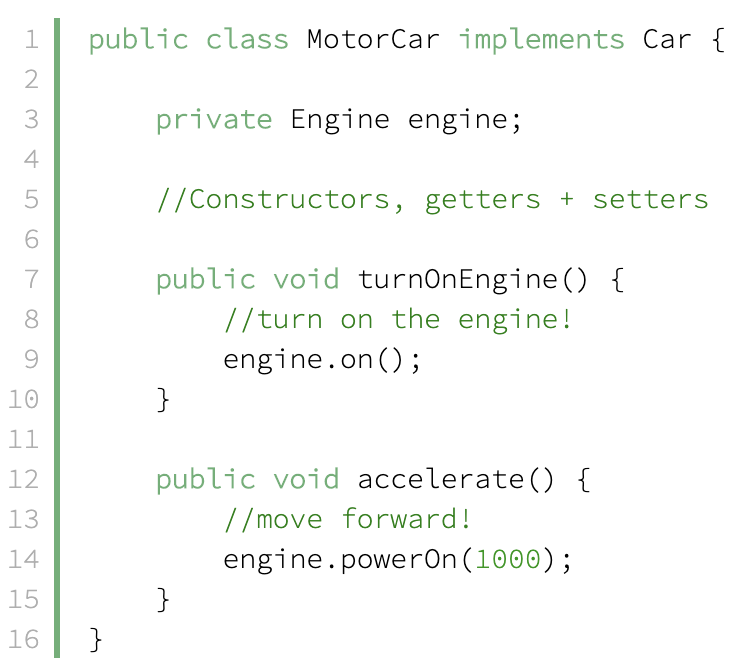 1 public class MotorCar implements Car {
2
3     private Engine engine;
4
5     //Constructors, getters + setters
6
7     public void turnOnEngine() {
8         //turn on the engine!
9         engine.on();
10     }
11
12     public void accelerate() {
13         //move forward!
14         engine.powerOn(1000);
15     }
16 }